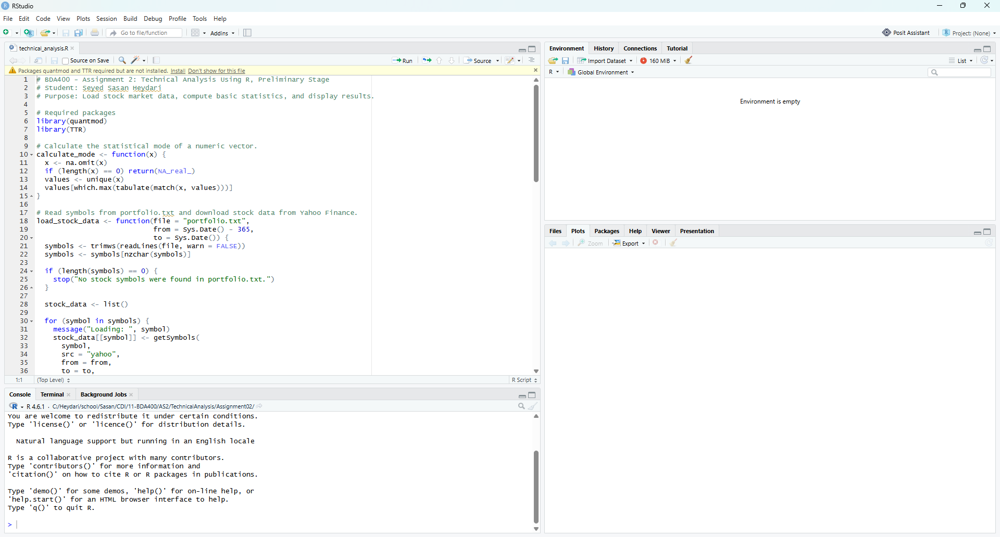 RStudio
File Edit Code View Plots Session Build Debug Profile Tools Help
Go to file/function Addins Posit Assistant Project: (None)
technical_analysis.R
Source on Save Run Source
Packages quantmod and TTR required but are not installed. Install Don't show for this file
1 # BDA400 - Assignment 2: Technical Analysis Using R, Preliminary Stage
2 # Student: Seyed Sasan Heydari
3 # Purpose: Load stock market data, compute basic statistics, and display results.
4
5 # Required packages
6 library(quantmod)
7 library(TTR)
8
9 # Calculate the statistical mode of a numeric vector.
10 calculate_mode <- function(x) {
11 x <- na.omit(x)
12 if (length(x) == 0) return(NA_real_)
13 values <- unique(x)
14 values[which.max(tabulate(match(x, values)))]
15 }
16
17 # Read symbols from portfolio.txt and download stock data from Yahoo Finance.
18 load_stock_data <- function(file = "portfolio.txt",
19 from = Sys.Date() - 365,
20 to = Sys.Date()) {
21 symbols <- trimws(readLines(file, warn = FALSE))
22 symbols <- symbols[nzchar(symbols)]
23
24 if (length(symbols) == 0) {
25 stop("No stock symbols were found in portfolio.txt.")
26 }
27
28 stock_data <- list()
29
30 for (symbol in symbols) {
31 message("Loading: ", symbol)
32 stock_data[[symbol]] <- getSymbols(
33 symbol,
34 src = "yahoo",
35 from = from,
36 to = to,
1:1 (Top Level) R Script
Console Terminal Background Jobs
R 4.6.1 · C:/Heydari/school/Sasan/CDI/11-BDA400/AS2/TechnicalAnalysis/Assignment02/
You are welcome to redistribute it under certain conditions.
Type 'license()' or 'licence()' for distribution details.
Natural language support but running in an English locale
R is a collaborative project with many contributors.
Type 'contributors()' for more information and
'citation()' on how to cite R or R packages in publications.
Type 'demo()' for some demos, 'help()' for on-line help, or
'help.start()' for an HTML browser interface to help.
Type 'q()' to quit R.
>
Environment History Connections Tutorial
Import Dataset 160 MiB List
R Global Environment
Environment is empty
Files Plots Packages Help Viewer Presentation
Zoom Export